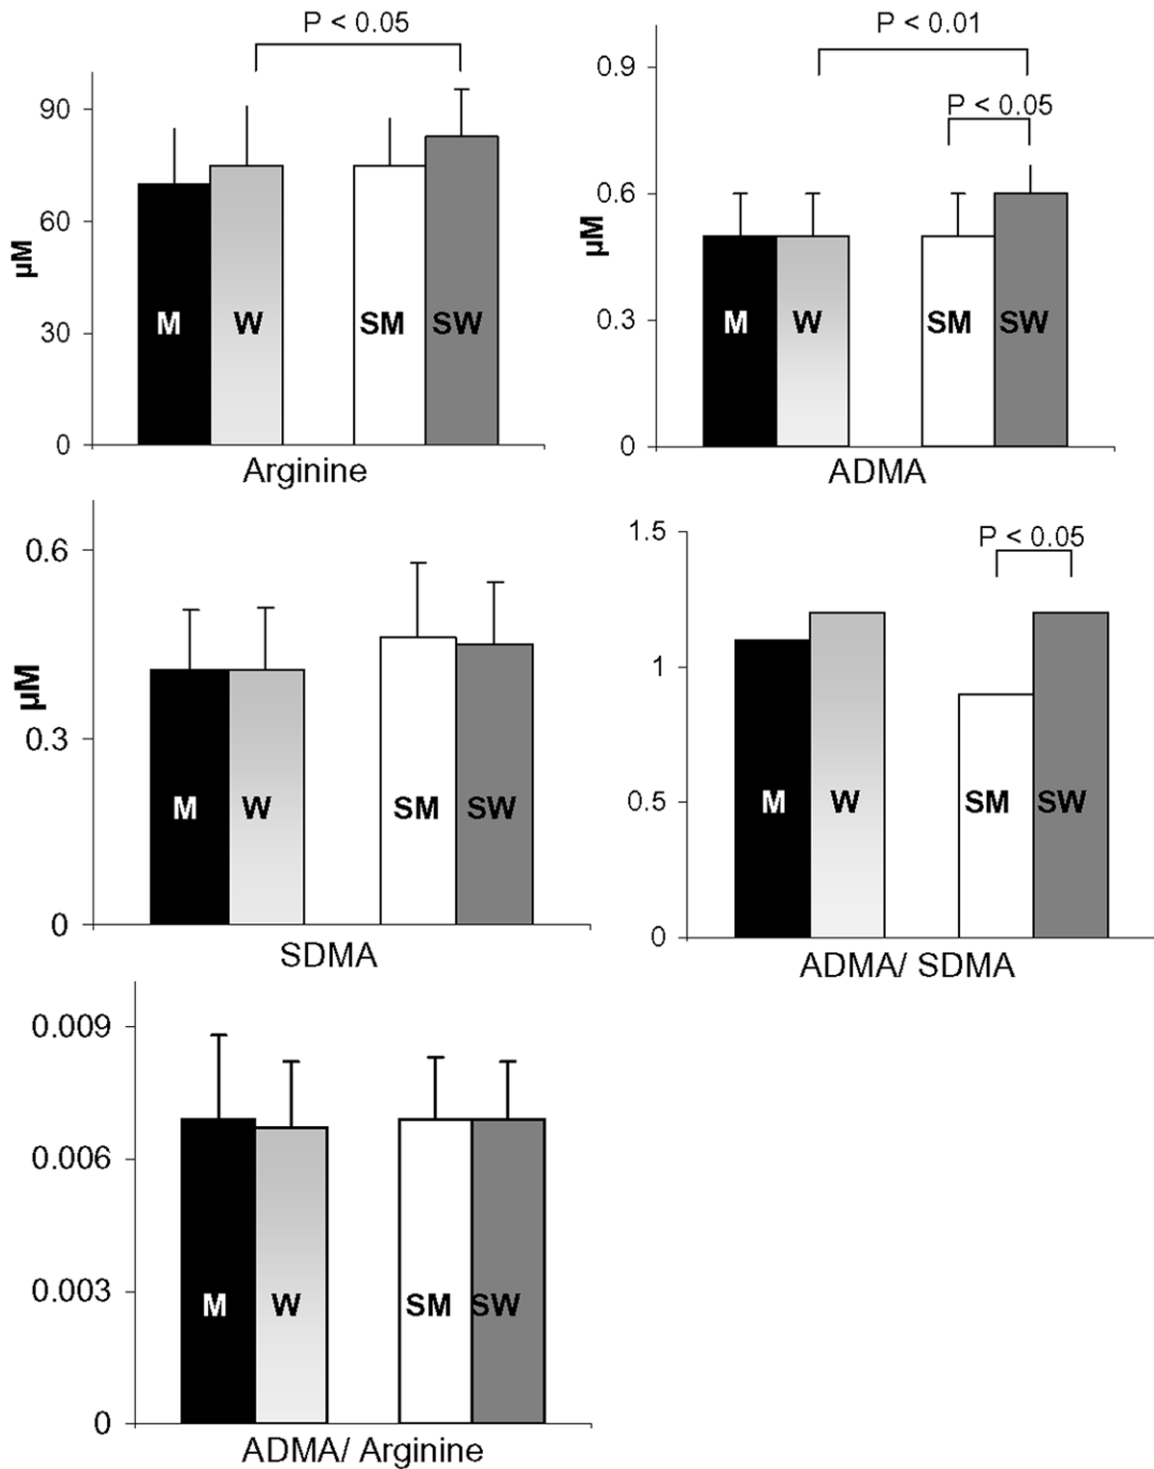 P < 0.05
90
60
30
0
µM
M
W
SM
SW
Arginine
P < 0.01
P < 0.05
0.9
0.6
0.3
0
µM
M
W
SM
SW
ADMA
0.6
0.3
0
µM
M
W
SM
SW
SDMA
P < 0.05
1.5
1
0.5
0
M
W
SM
SW
ADMA/ SDMA
0.009
0.006
0.003
0
M
W
SM
SW
ADMA/ Arginine